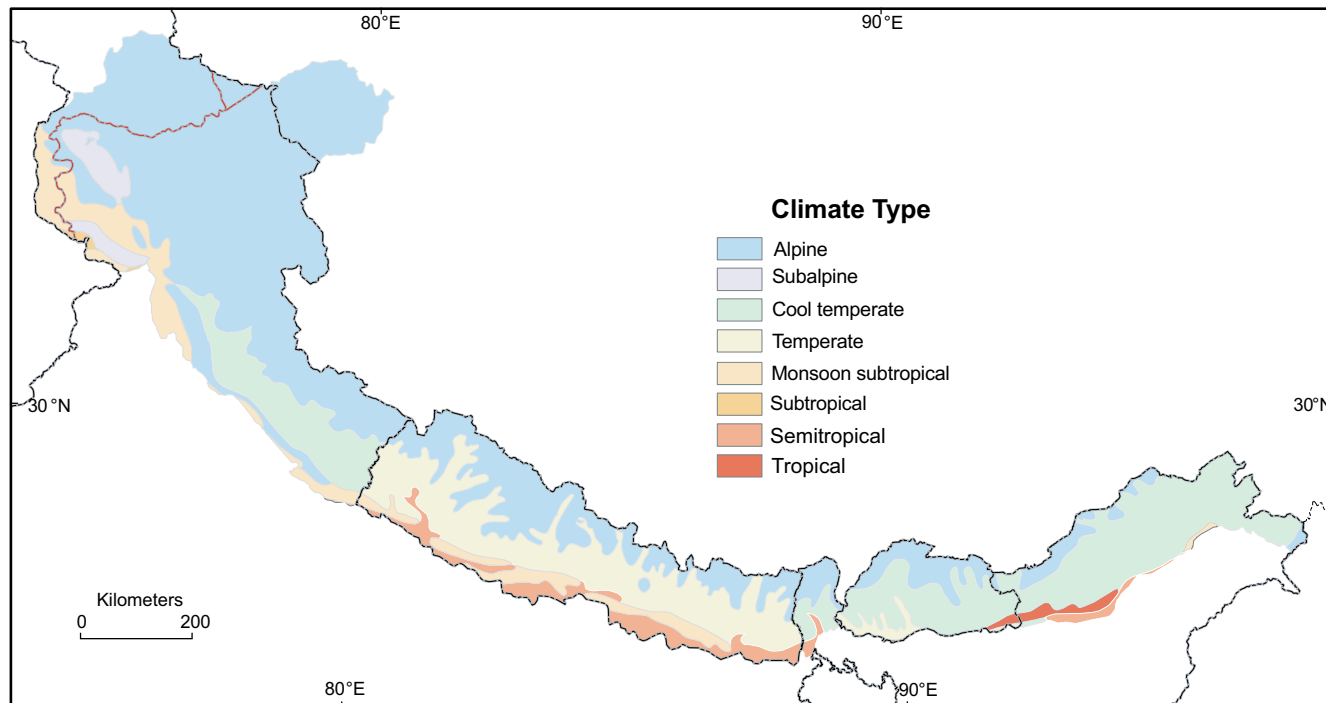 80°E
90°E
Climate Type
Alpine
Subalpine
Cool temperate
Temperate
Monsoon subtropical
Subtropical
Semitropical
Tropical
30°N
30°N
Kilometers
0
200
80°E
90°E